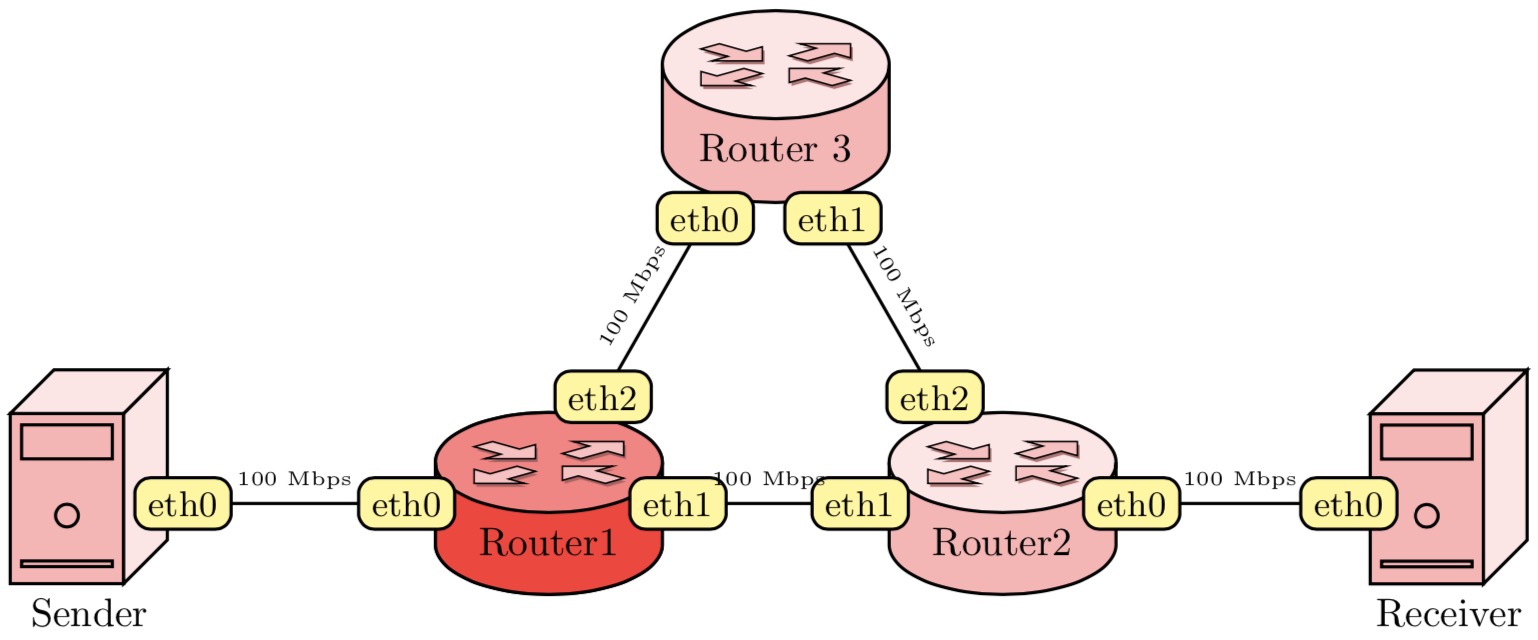 Router 3
eth0
eth1
100 Mbps
100 Mbps
eth2
eth2
eth0
100 Mbps
eth0
eth1
100 Mbps
eth1
eth0
100 Mbps
eth0
Router1
Router2
Sender
Receiver